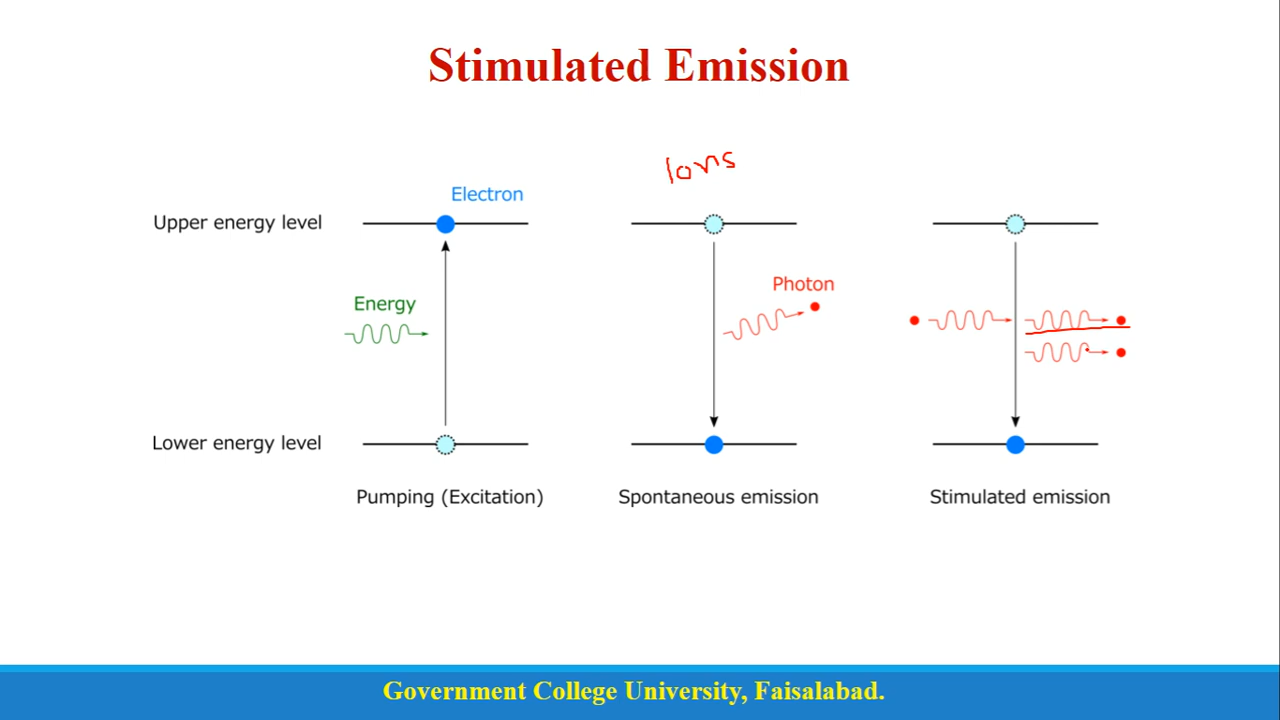 Stimulated Emission
Ions
Electron
Upper energy level
Photon
Energy
Lower energy level
Pumping (Excitation)
Spontaneous emission
Stimulated emission
Government College University, Faisalabad.